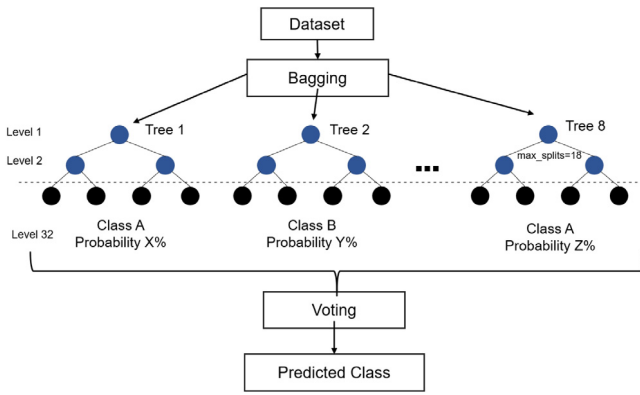 Dataset
Bagging
Level 1
Tree 1
Tree 2
Tree 8
Level 2
max_splits=18
Class A
Probability X%
Class B
Probability Y%
Class A
Probability Z%
Level 32
Voting
Predicted Class